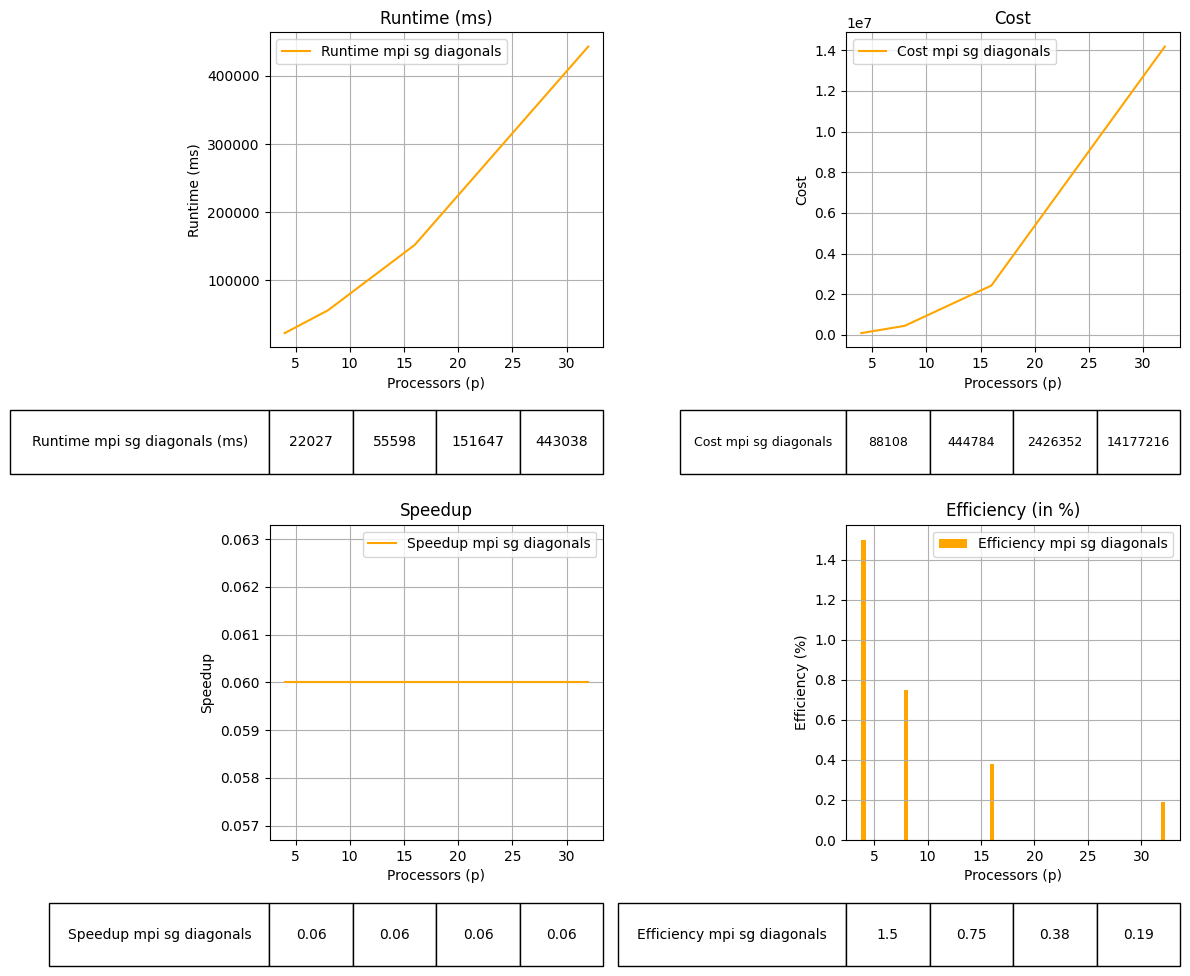 Runtime (ms)
Runtime mpi sg diagonals
400000
300000
200000
100000
Runtime (ms)
5 10 15 20 25 30
Processors (p)
Runtime mpi sg diagonals (ms) 22027 55598 151647 443038
Cost
1e7
Cost mpi sg diagonals
1.4
1.2
1.0
0.8
0.6
0.4
0.2
0.0
Cost
5 10 15 20 25 30
Processors (p)
Cost mpi sg diagonals 88108 444784 2426352 14177216
Speedup
Speedup mpi sg diagonals
0.063
0.062
0.061
0.060
0.059
0.058
0.057
Speedup
5 10 15 20 25 30
Processors (p)
Speedup mpi sg diagonals 0.06 0.06 0.06 0.06
Efficiency (in %)
Efficiency mpi sg diagonals
1.4
1.2
1.0
0.8
0.6
0.4
0.2
0.0
Efficiency (%)
5 10 15 20 25 30
Processors (p)
Efficiency mpi sg diagonals 1.5 0.75 0.38 0.19